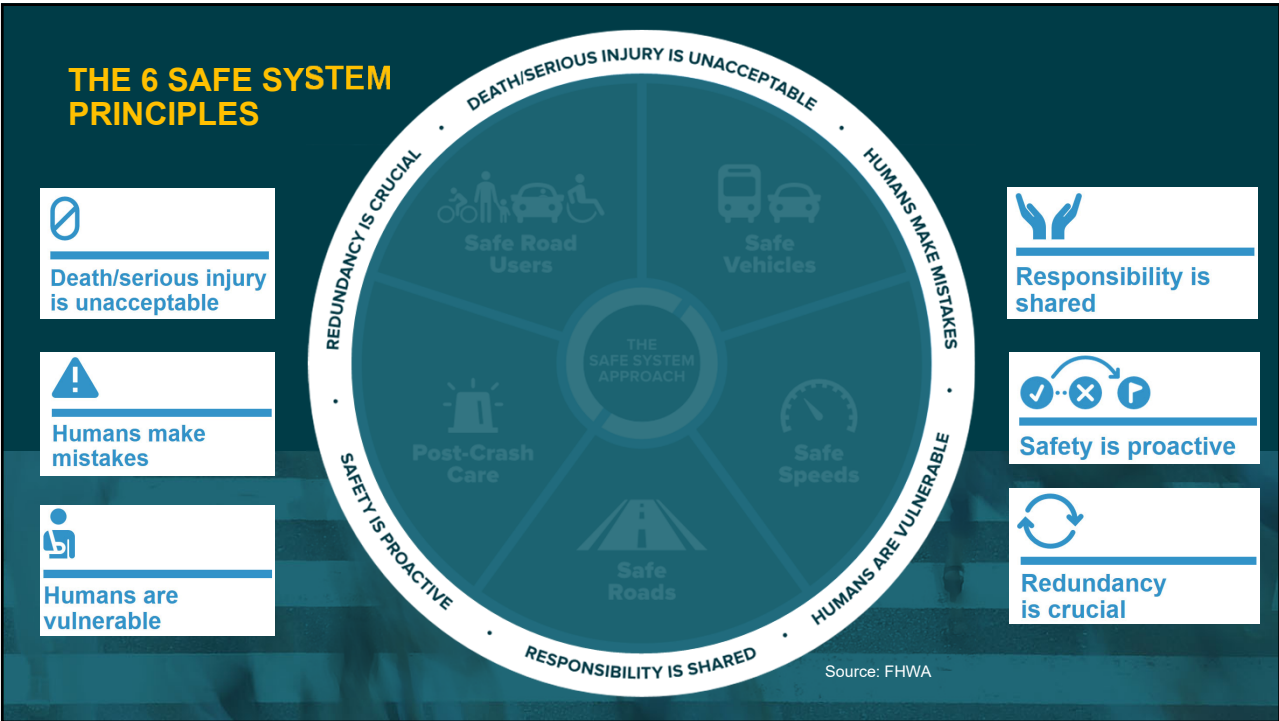 THE 6 SAFE SYSTEM
PRINCIPLES
Death/serious injury
is unacceptable
Humans make
mistakes
Humans are
vulnerable
DEATH/SERIOUS INJURY IS UNACCEPTABLE
HUMANS MAKE MISTAKES
HUMANS ARE VULNERABLE
RESPONSIBILITY IS SHARED
SAFETY IS PROACTIVE
REDUNDANCY IS CRUCIAL
Safe Road
Users
Safe
Vehicles
THE
SAFE SYSTEM
APPROACH
Post-Crash
Care
Safe
Speeds
Safe
Roads
Responsibility is
shared
Safety is proactive
Redundancy
is crucial
Source: FHWA